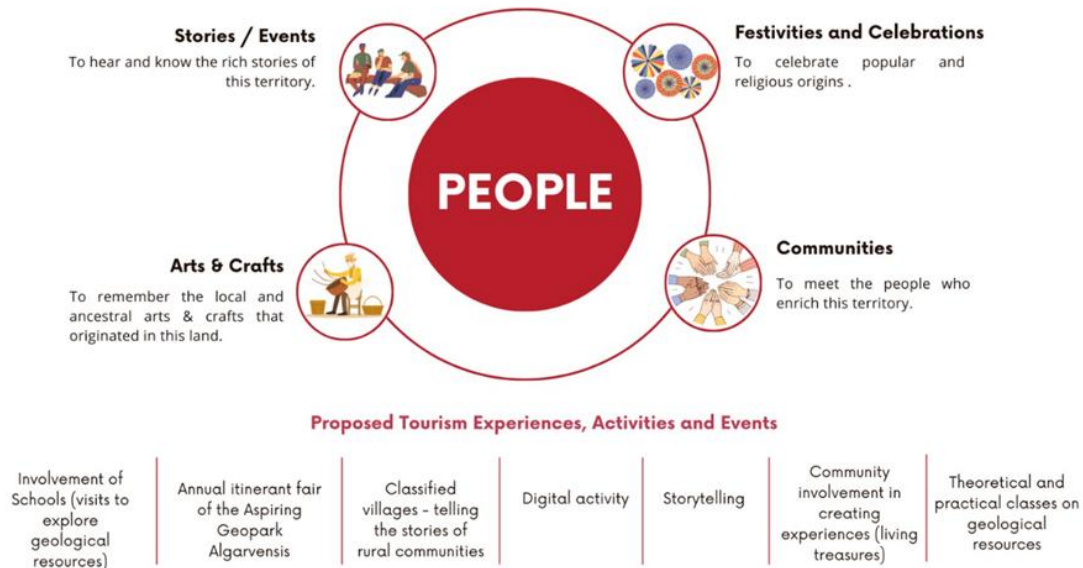 Stories / Events
To hear and know the rich stories of
this territory.
Festivities and Celebrations
To celebrate popular and
religious origins .
PEOPLE
Arts & Crafts
To remember the local and
ancestral arts & crafts that
originated in this land.
Communities
To meet the people who
enrich this territory.
Proposed Tourism Experiences, Activities and Events
Involvement of
Schools (visits to
explore
geological
resources)
Annual itinerant fair
of the Aspiring
Geopark
Algarvensis
Classified
villages - telling
the stories of
rural communities
Digital activity
Storytelling
Community
involvement in
creating
experiences (living
treasures)
Theoretical and
practical classes on
geological
resources